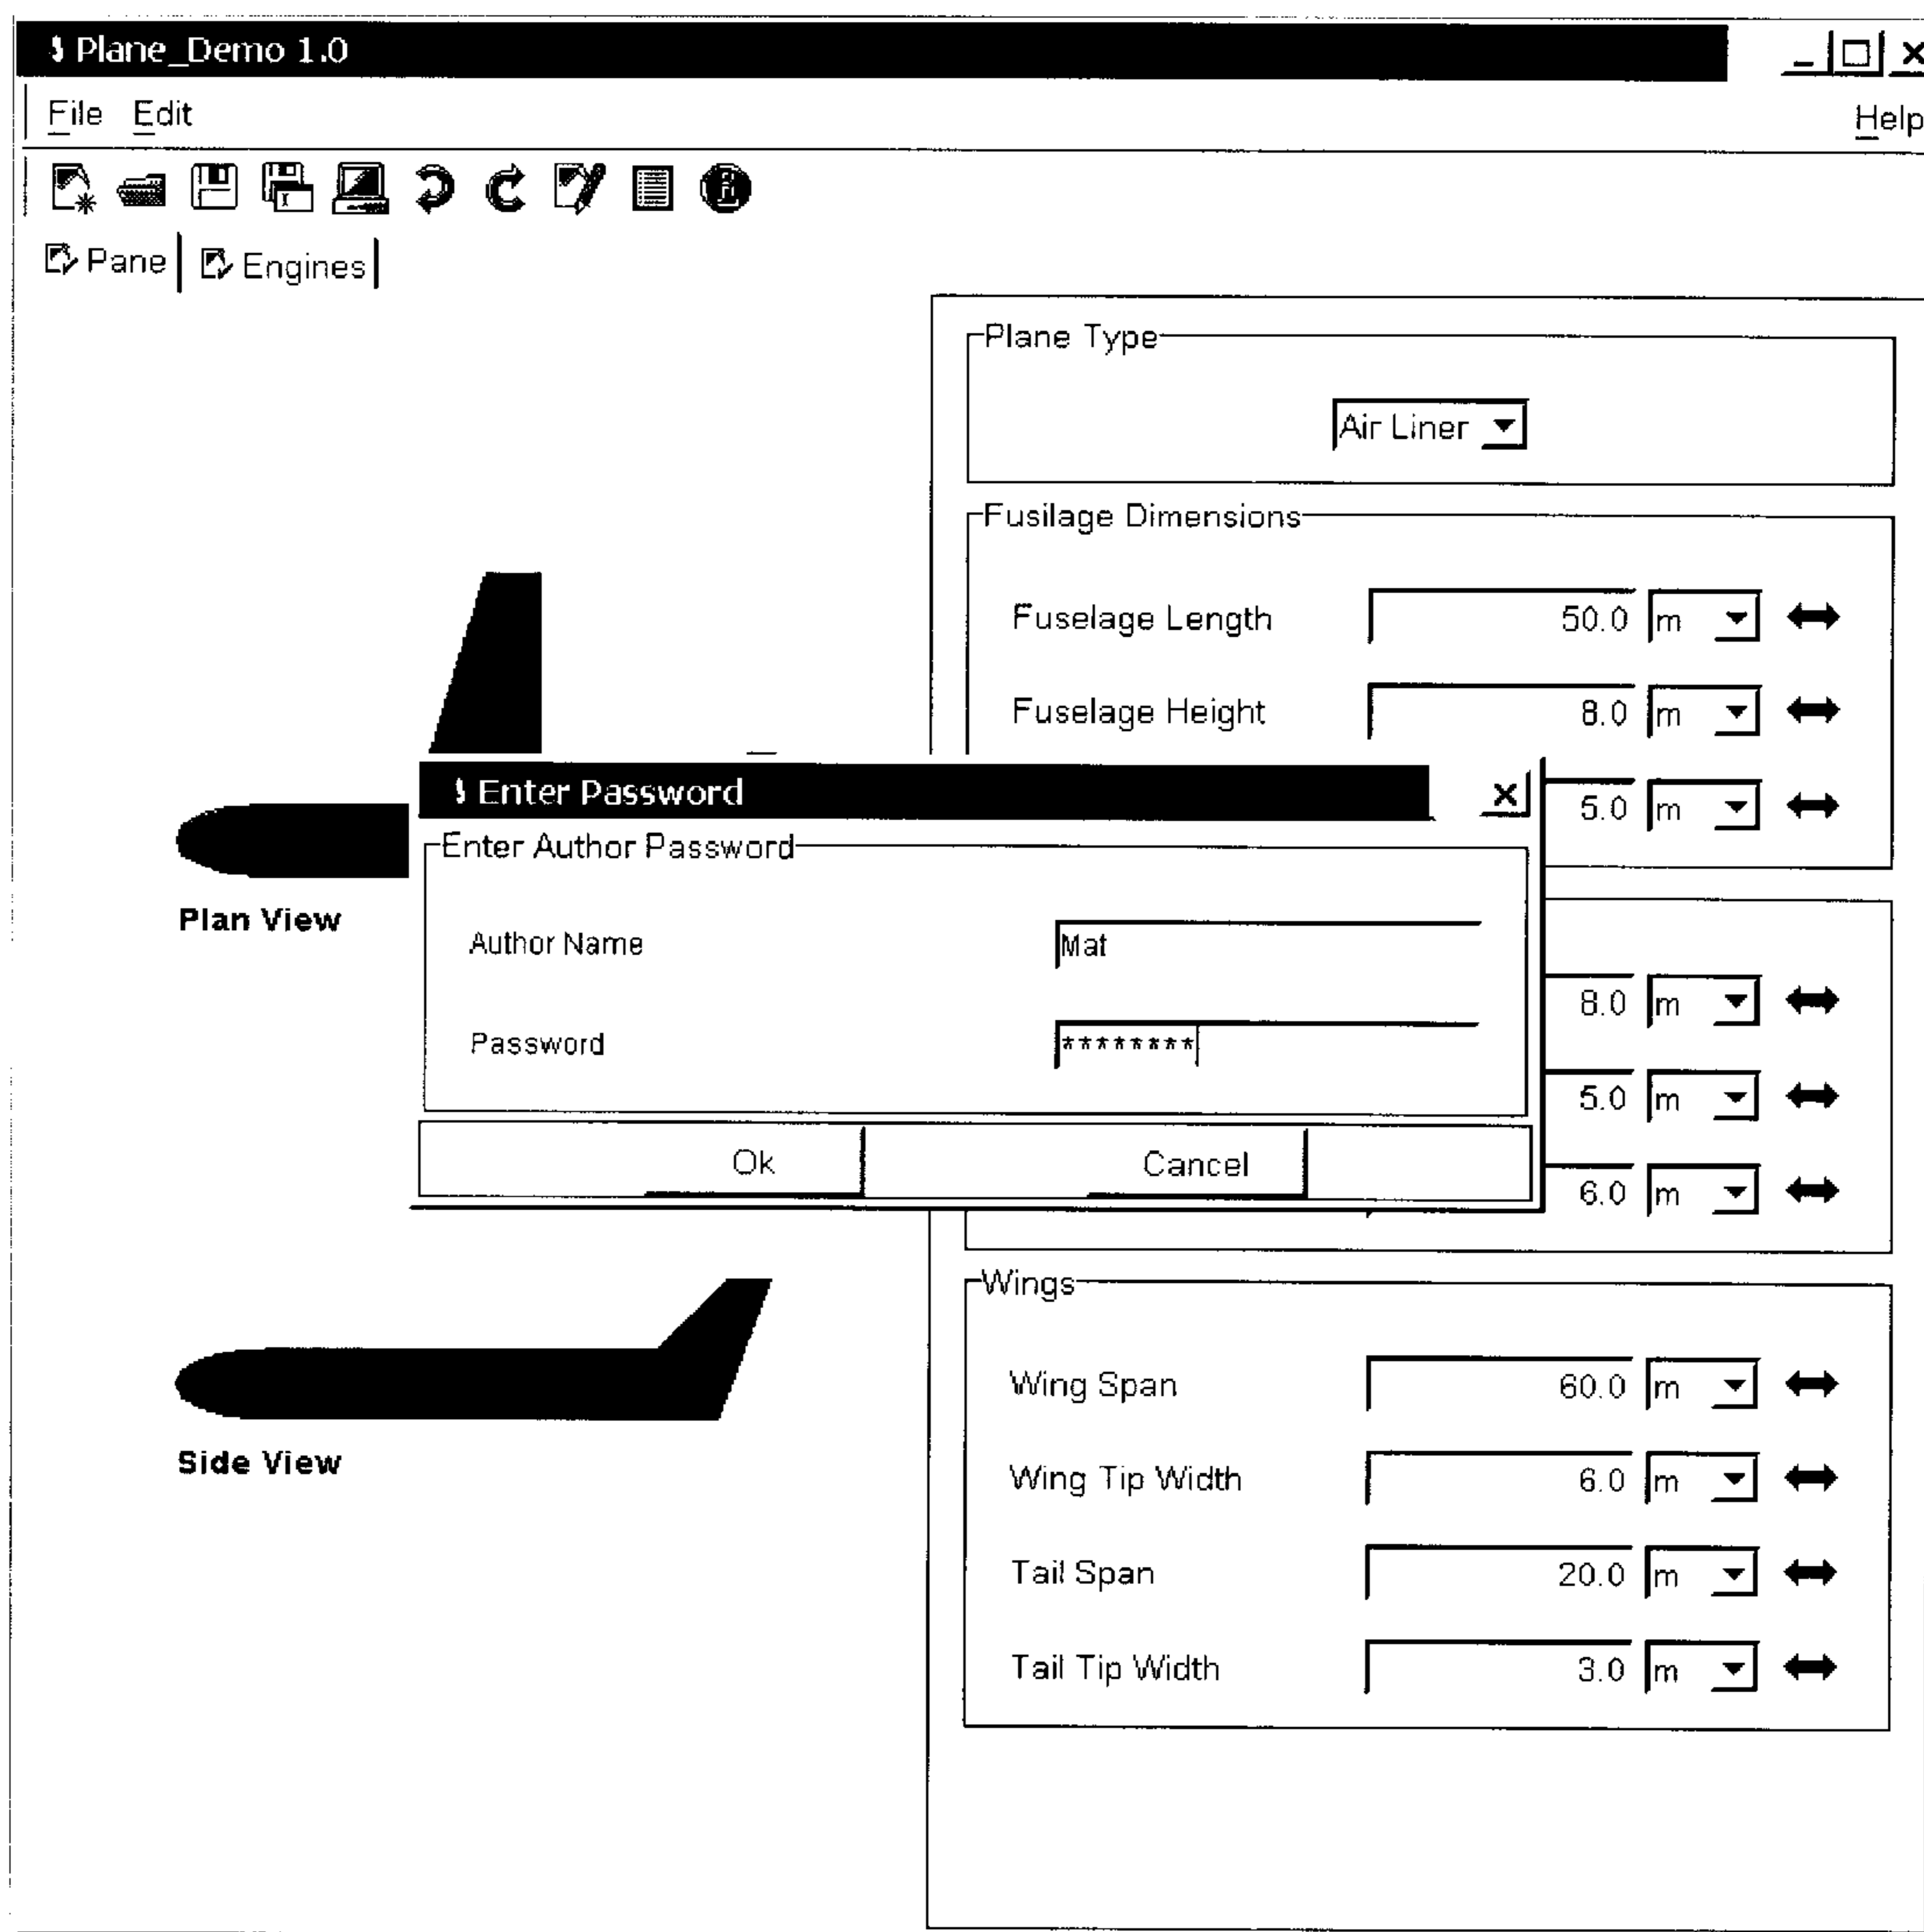 Plane_Demo 1.0
File Edit Help
Pane Engines
Plane Type
Air Liner
Fusilage Dimensions
Fuselage Length 50.0 m
Fuselage Height 8.0 m
5.0 m
Enter Password
Enter Author Password
Author Name Mat
Password ********
Ok Cancel
Plan View
8.0 m
5.0 m
6.0 m
Wings
Wing Span 60.0 m
Wing Tip Width 6.0 m
Tail Span 20.0 m
Tail Tip Width 3.0 m
Side View